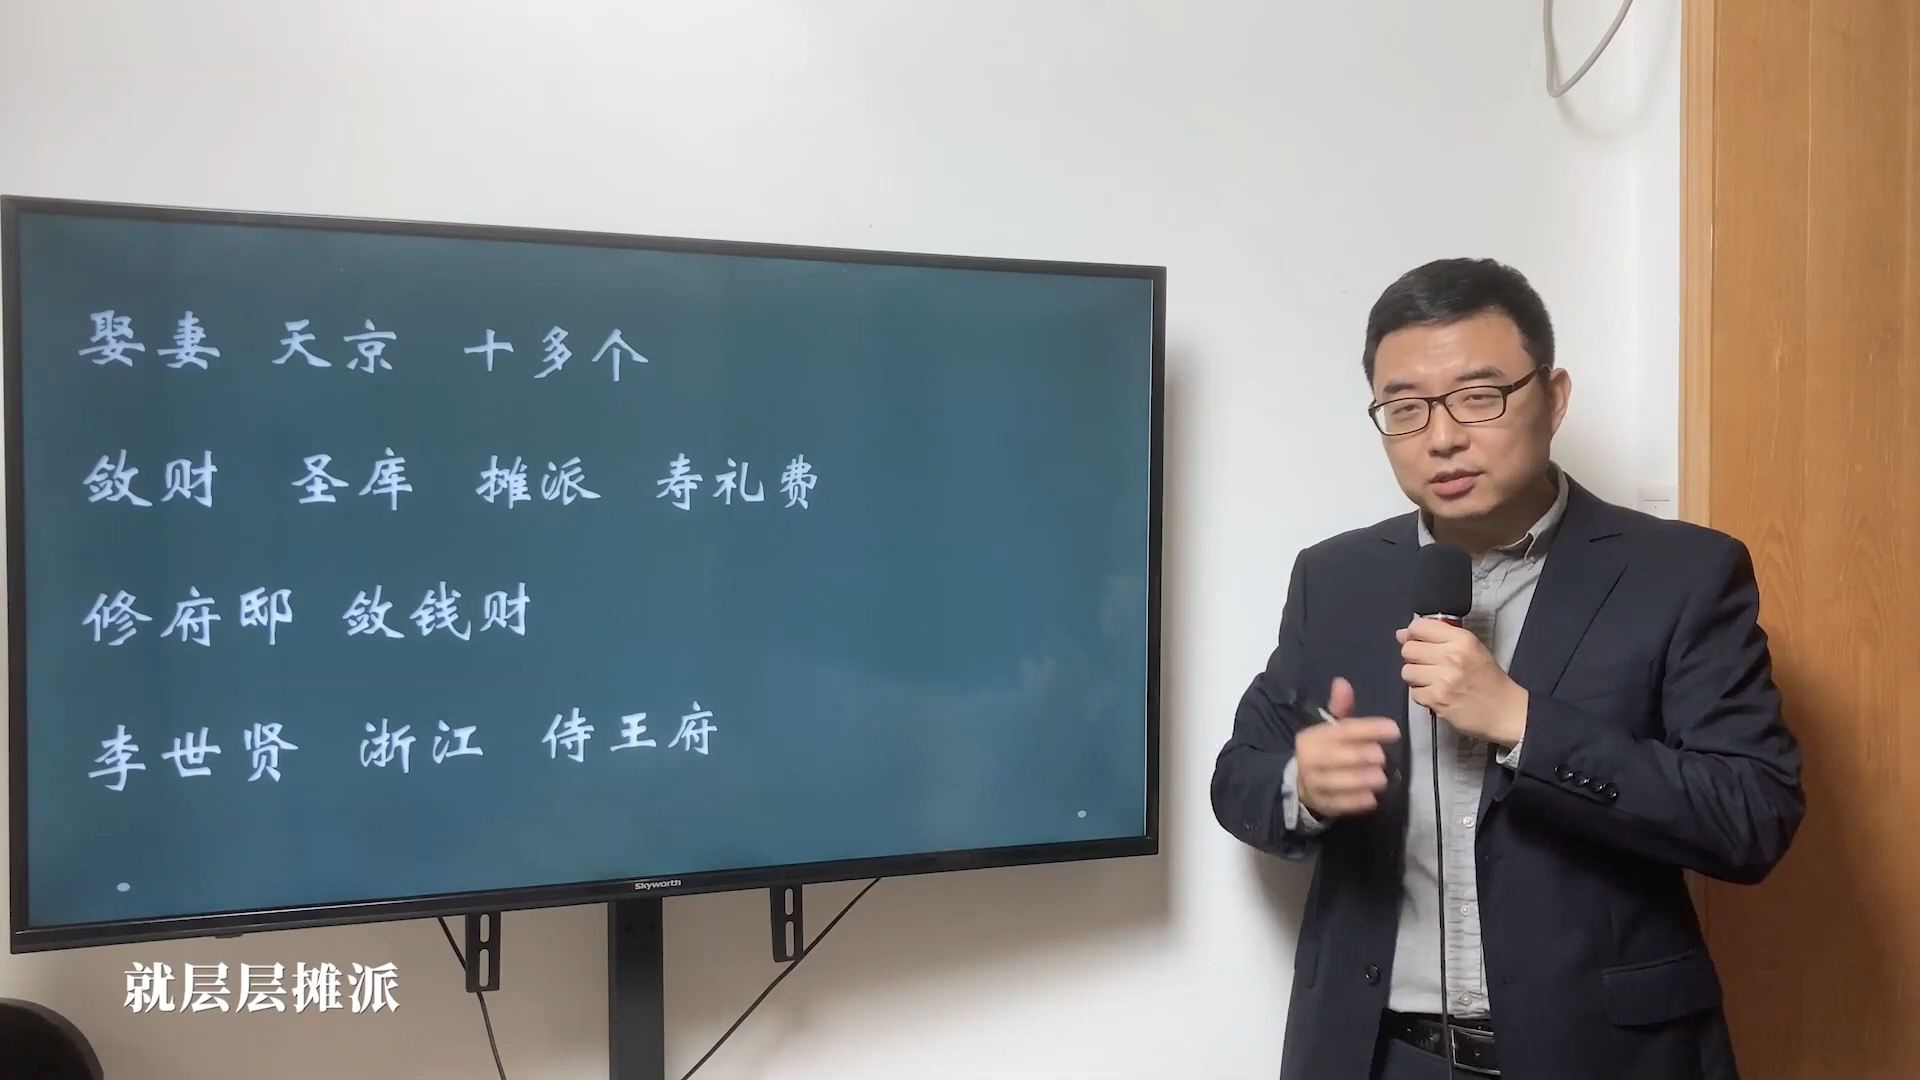 娶妻 天京 十多个
敛财 圣库 摊派 寿礼费
修府邸 敛钱财
李世贤 浙江 侍王府
Skyworth
就层层摊派